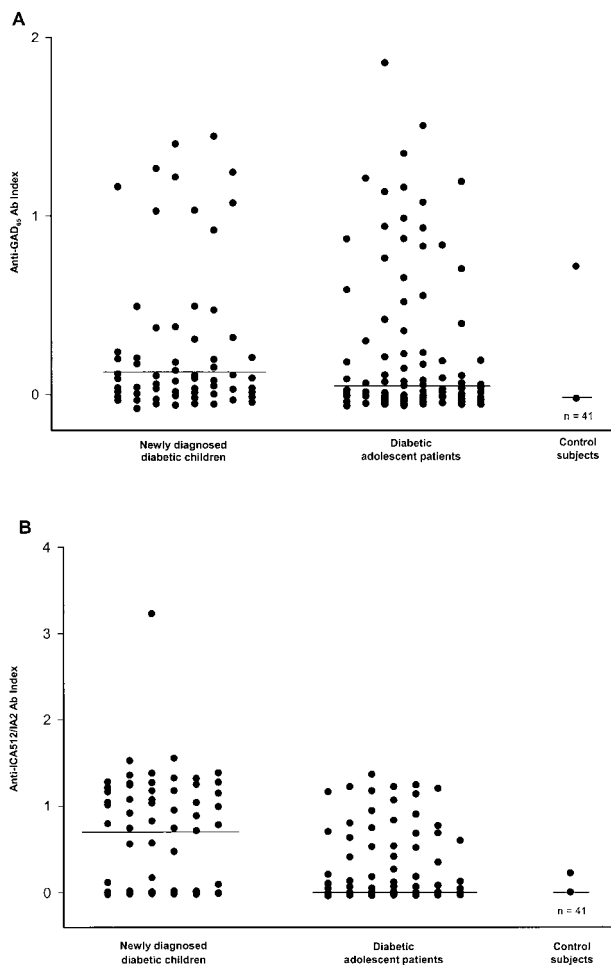 A
2
1
0
Anti-GAD₆₅ Ab Index
n = 41
Newly diagnosed
diabetic children
Diabetic
adolescent patients
Control
subjects
B
4
3
2
1
0
Anti-ICA512/IA2 Ab Index
n = 41
Newly diagnosed
diabetic children
Diabetic
adolescent patients
Control
subjects